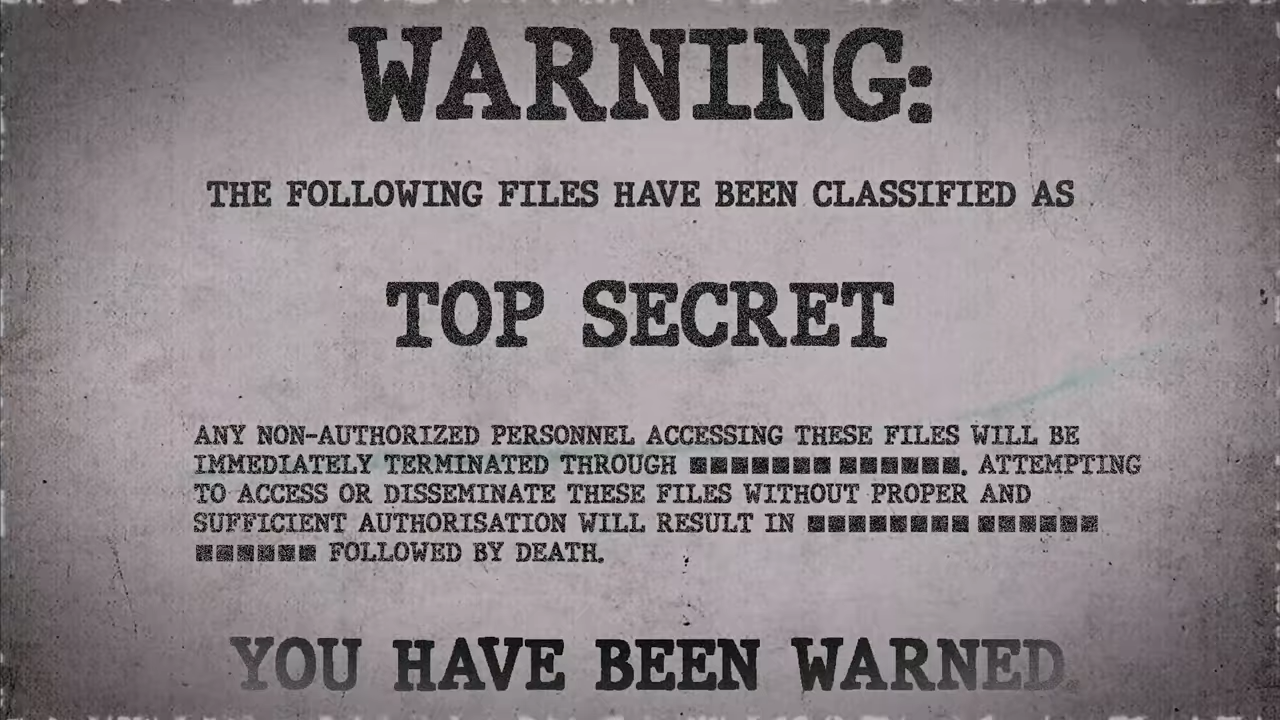 WARNING:
THE FOLLOWING FILES HAVE BEEN CLASSIFIED AS
TOP SECRET
ANY NON-AUTHORIZED PERSONNEL ACCESSING THESE FILES WILL BE
IMMEDIATELY TERMINATED THROUGH ■■■■■■■ ■■■■■■. ATTEMPTING
TO ACCESS OR DISSEMINATE THESE FILES WITHOUT PROPER AND
SUFFICIENT AUTHORISATION WILL RESULT IN ■■■■■■■■ ■■■■■■
■■■■■■ FOLLOWED BY DEATH.
YOU HAVE BEEN WARNED.